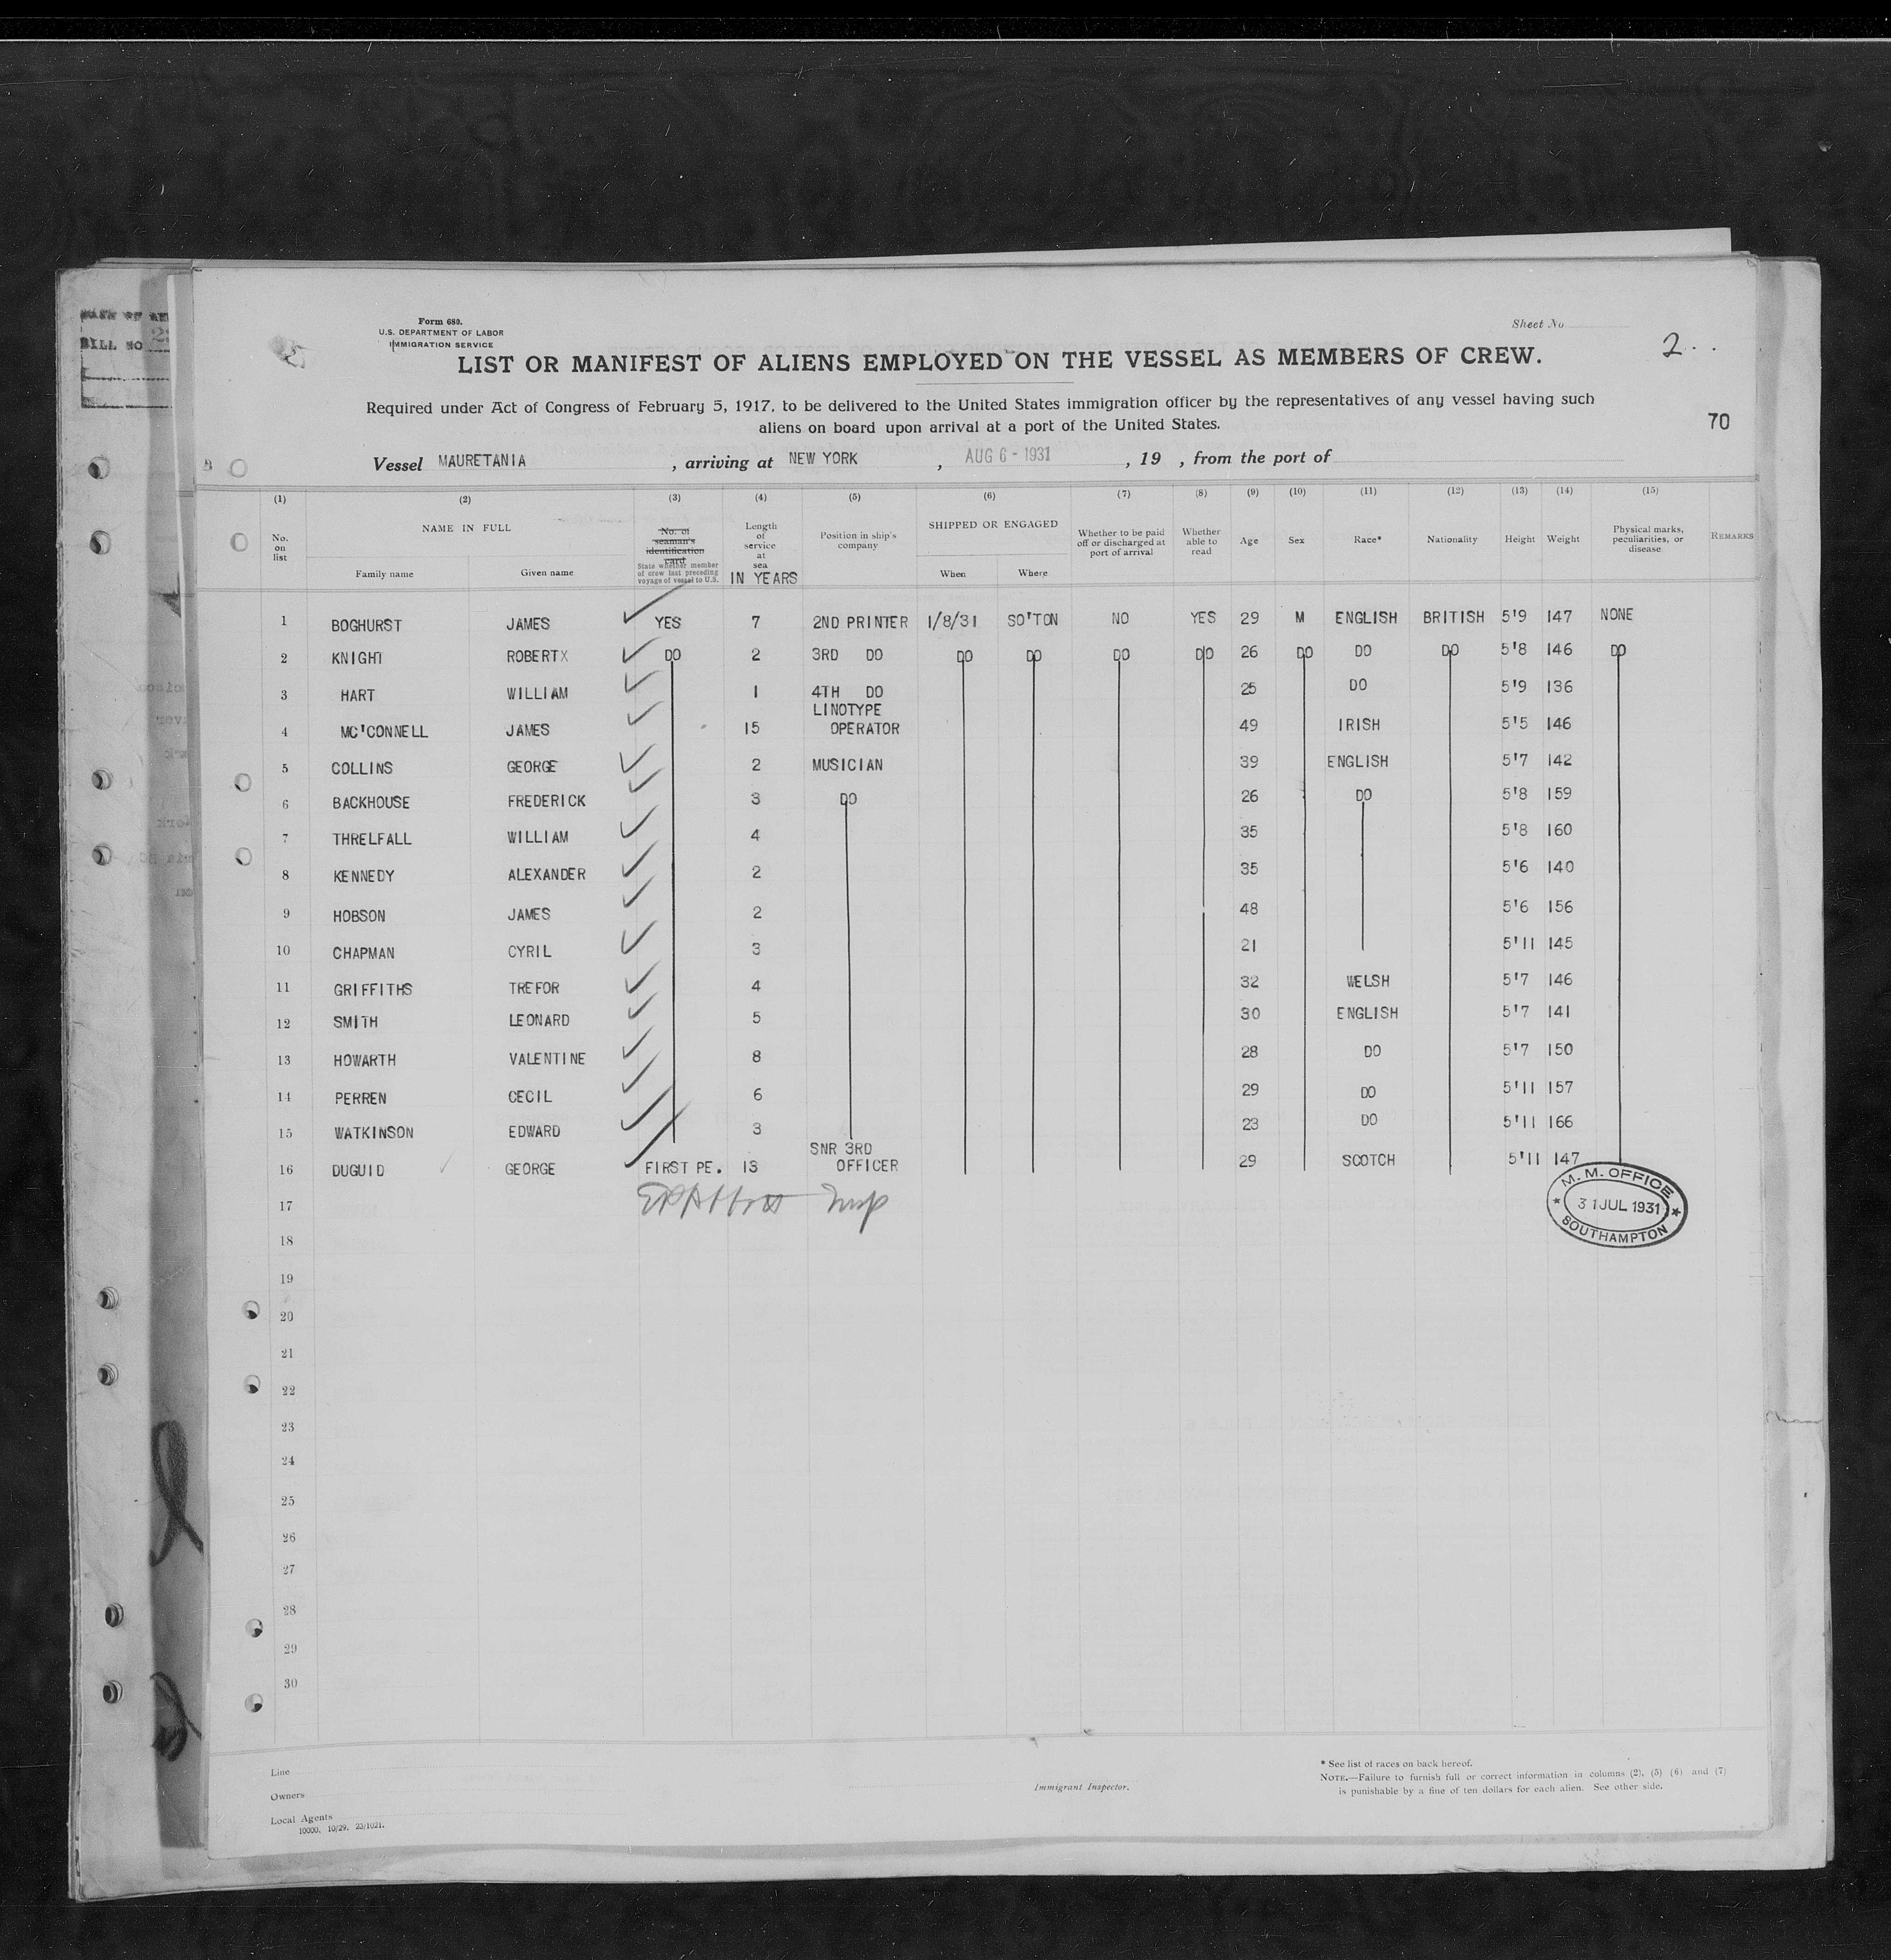 Form 680.
U.S. DEPARTMENT OF LABOR
IMMIGRATION SERVICE
Sheet No
2
LIST OR MANIFEST OF ALIENS EMPLOYED ON THE VESSEL AS MEMBERS OF CREW.
Required under Act of Congress of February 5, 1917, to be delivered to the United States immigration officer by the representatives of any vessel having such
aliens on board upon arrival at a port of the United States.
70
Vessel MAURETANIA , arriving at NEW YORK , AUG 6 - 1931 , 19 , from the port of
(1) (2) (3) (4) (5) (6) (7) (8) (9) (10) (11) (12) (13) (14) (15)
No. on list NAME IN FULL Family name Given name No. of seaman's identification card State whether member of crew last preceding voyage of vessel to U.S. Length of service at sea IN YEARS Position in ship's company SHIPPED OR ENGAGED When Where Whether to be paid off or discharged at port of arrival Whether able to read Age Sex Race* Nationality Height Weight Physical marks, peculiarities, or disease REMARKS
1 BOGHURST JAMES YES 7 2ND PRINTER 1/8/31 SO'TON NO YES 29 M ENGLISH BRITISH 5'9 147 NONE
2 KNIGHT ROBERTX DO 2 3RD DO DO DO DO DO 26 DO DO DO 5'8 146 DO
3 HART WILLIAM 1 4TH DO 25 DO 5'9 136
4 MC'CONNELL JAMES 15 LINOTYPE OPERATOR 49 IRISH 5'5 146
5 COLLINS GEORGE 2 MUSICIAN 39 ENGLISH 5'7 142
6 BACKHOUSE FREDERICK 3 DO 26 DO 5'8 159
7 THRELFALL WILLIAM 4 35 5'8 160
8 KENNEDY ALEXANDER 2 35 5'6 140
9 HOBSON JAMES 2 48 5'6 156
10 CHAPMAN CYRIL 3 21 5'11 145
11 GRIFFITHS TREFOR 4 32 WELSH 5'7 146
12 SMITH LEONARD 5 30 ENGLISH 5'7 141
13 HOWARTH VALENTINE 8 28 DO 5'7 150
14 PERREN CECIL 6 29 DO 5'11 157
15 WATKINSON EDWARD 3 23 DO 5'11 166
16 DUGUID GEORGE FIRST PE. 13 SNR 3RD OFFICER 29 SCOTCH 5'11 147
M. M. OFFICE
31 JUL 1931
SOUTHAMPTON
17
18
19
20
21
22
23
24
25
26
27
28
29
30
Line
Owners
Local Agents
10000. 10/29. 23/1021.
Immigrant Inspector.
* See list of races on back hereof.
NOTE.—Failure to furnish full or correct information in columns (2), (5) (6) and (7)
is punishable by a fine of ten dollars for each alien. See other side.
BILL NO